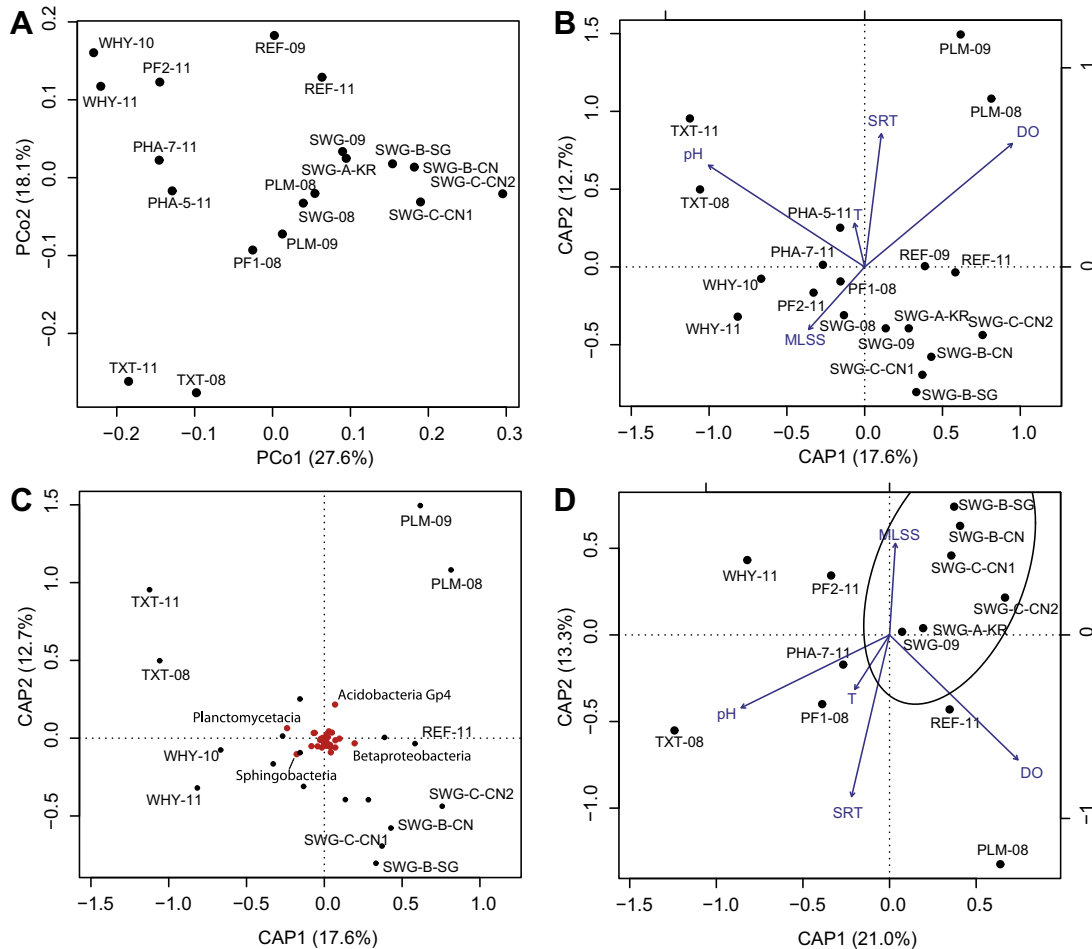 A
0.2
0.1
0.0
−0.1
−0.2
PCo2 (18.1%)
WHY-10
REF-09
PF2-11
REF-11
WHY-11
PHA-7-11
SWG-09
SWG-B-SG
SWG-A-KR
SWG-B-CN
PHA-5-11
PLM-08
SWG-C-CN2
SWG-08
SWG-C-CN1
PLM-09
PF1-08
TXT-11
TXT-08
−0.2 −0.1 0.0 0.1 0.2 0.3
PCo1 (27.6%)
B
1.5
1.0
0.5
0.0
−0.5
CAP2 (12.7%)
1
0
PLM-09
PLM-08
TXT-11
SRT
DO
pH
TXT-08
PHA-5-11
T
PHA-7-11
REF-09
REF-11
WHY-10
PF1-08
PF2-11
WHY-11
MLSS
SWG-08
SWG-A-KR
SWG-C-CN2
SWG-09
SWG-B-CN
SWG-C-CN1
SWG-B-SG
−1.5 −1.0 −0.5 0.0 0.5 1.0
CAP1 (17.6%)
C
1.5
1.0
0.5
0.0
−0.5
CAP2 (12.7%)
PLM-09
PLM-08
TXT-11
TXT-08
Acidobacteria Gp4
Planctomycetacia
REF-11
WHY-10
Betaproteobacteria
Sphingobacteria
WHY-11
SWG-C-CN2
SWG-B-CN
SWG-C-CN1
SWG-B-SG
−1.5 −1.0 −0.5 0.0 0.5 1.0
CAP1 (17.6%)
D
0.5
0.0
−0.5
−1.0
CAP2 (13.3%)
0
−1
SWG-B-SG
MLSS
SWG-B-CN
WHY-11
PF2-11
SWG-C-CN1
SWG-C-CN2
SWG-A-KR
SWG-09
PHA-7-11
T
pH
PF1-08
REF-11
TXT-08
DO
SRT
PLM-08
−1.5 −1.0 −0.5 0.0 0.5 1.0
CAP1 (21.0%)